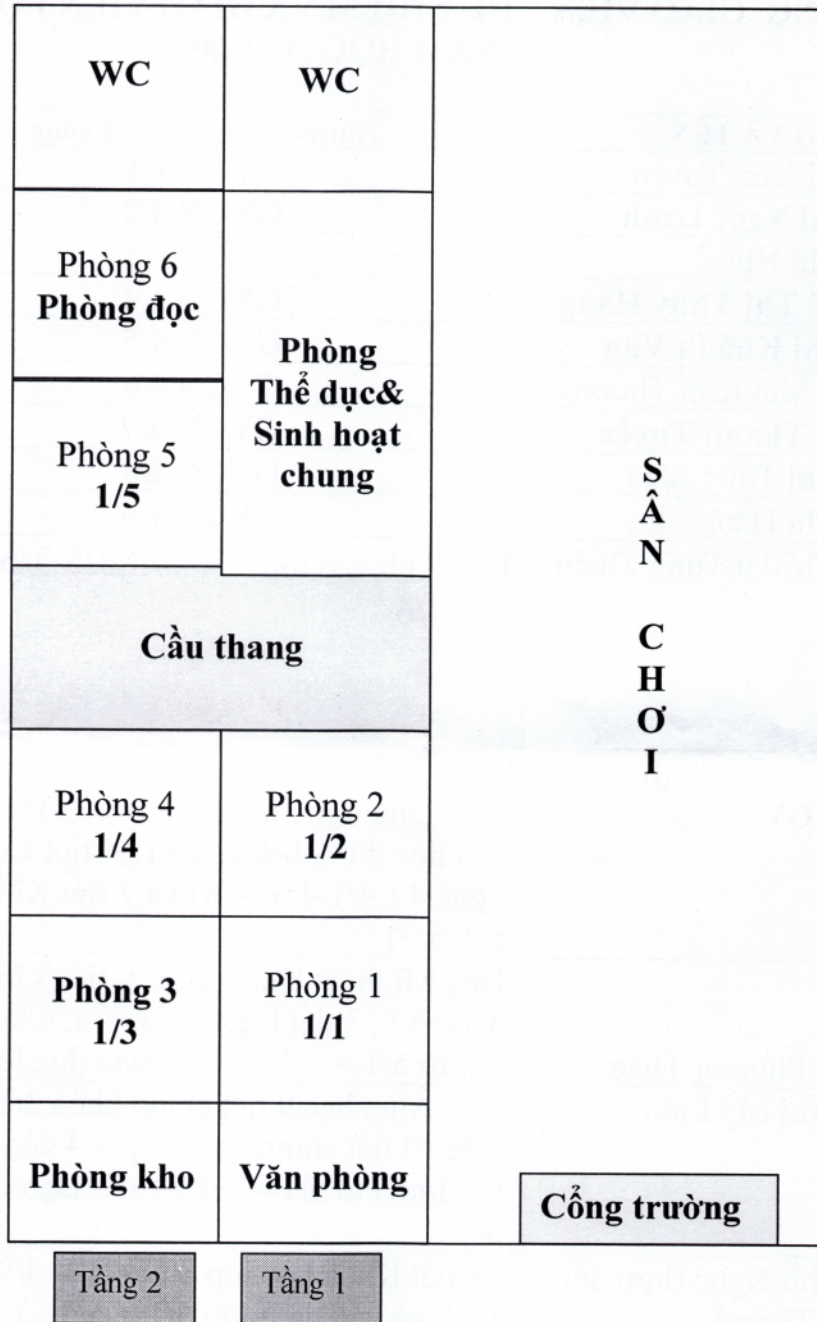 WC
WC
Phòng 6
Phòng đọc
Phòng
Thể dục&
Sinh hoạt
chung
Phòng 5
1/5
Cầu thang
Phòng 4
1/4
Phòng 2
1/2
Phòng 3
1/3
Phòng 1
1/1
Phòng kho
Văn phòng
Tầng 2
Tầng 1
S
Â
N
C
H
Ơ
I
Cổng trường